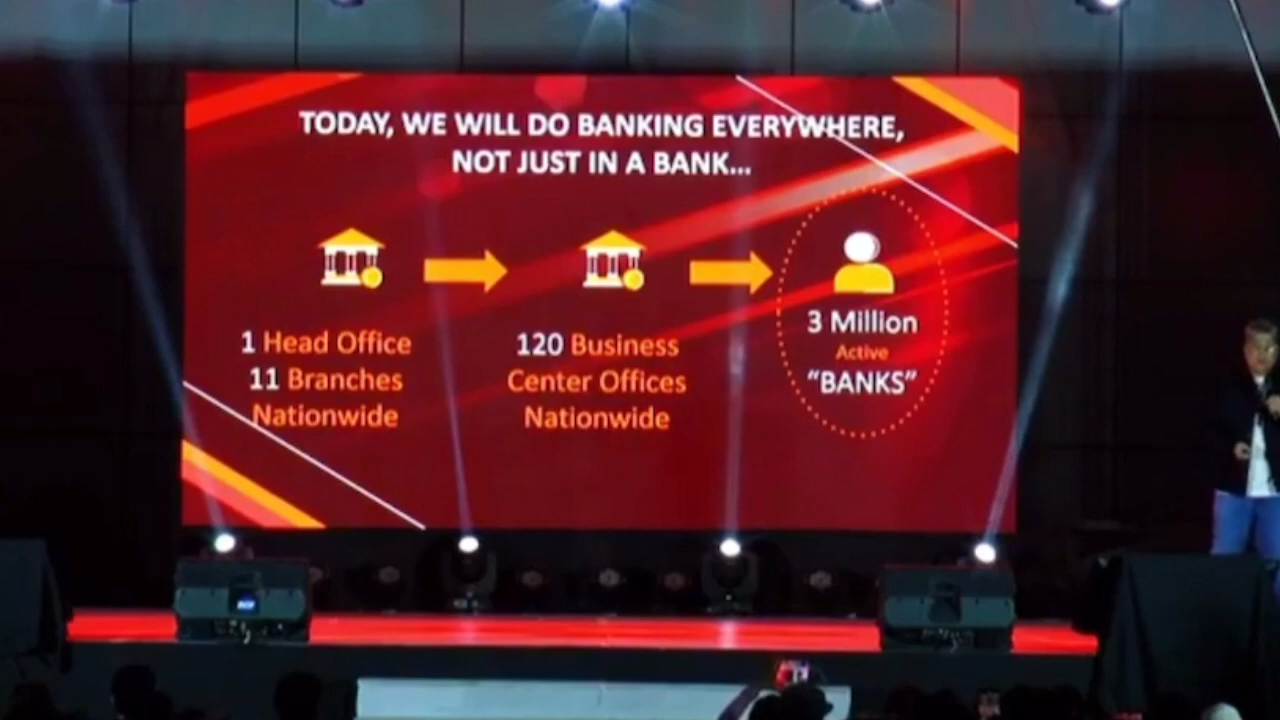 TODAY, WE WILL DO BANKING EVERYWHERE,
NOT JUST IN A BANK...
1 Head Office
11 Branches
Nationwide
120 Business
Center Offices
Nationwide
3 Million
Active
“BANKS”